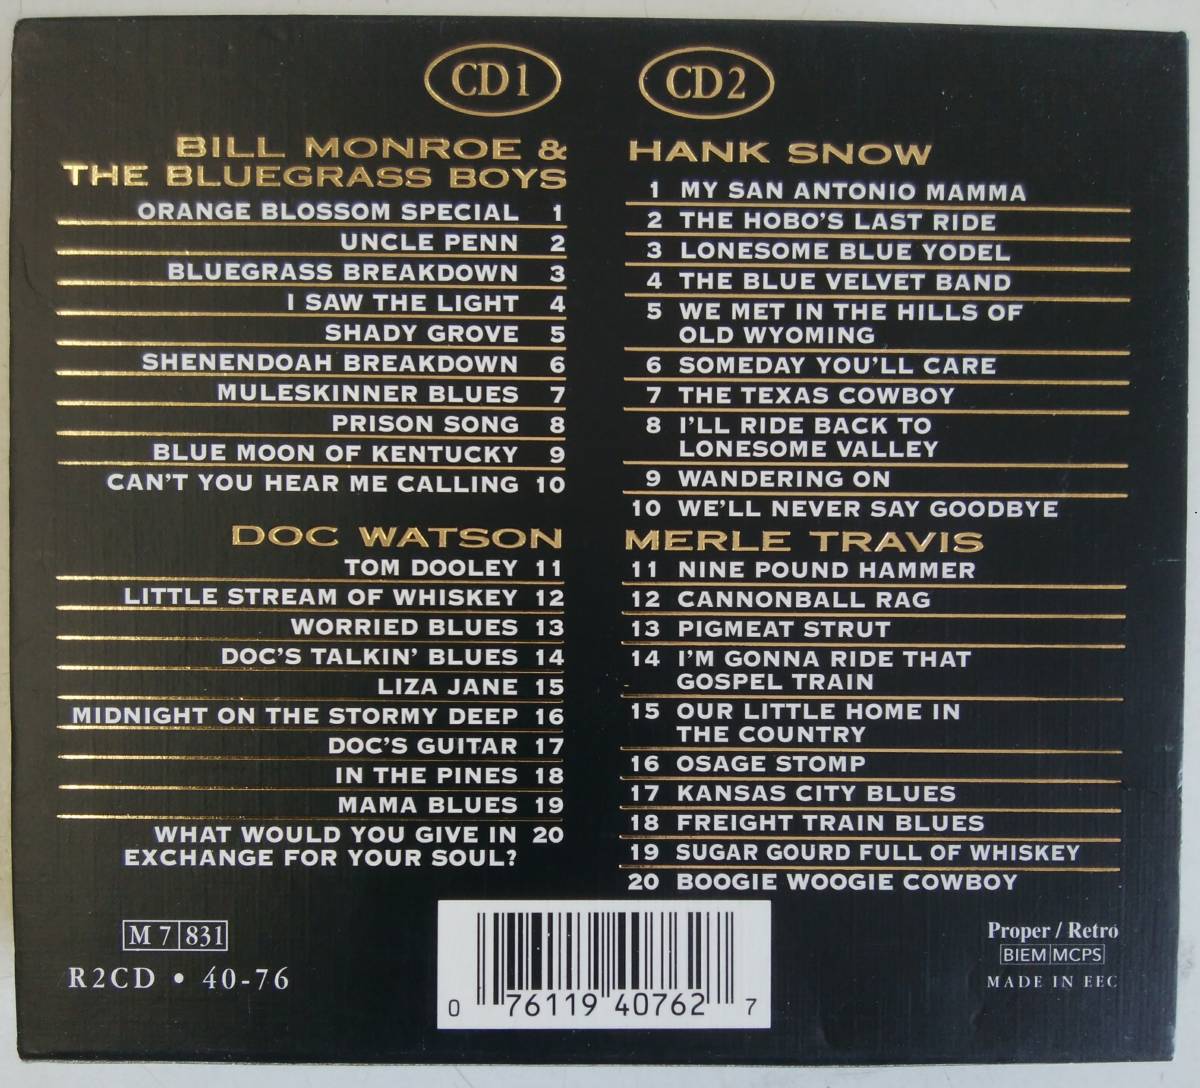 CD1
BILL MONROE &
THE BLUEGRASS BOYS
ORANGE BLOSSOM SPECIAL 1
UNCLE PENN 2
BLUEGRASS BREAKDOWN 3
I SAW THE LIGHT 4
SHADY GROVE 5
SHENENDOAH BREAKDOWN 6
MULESKINNER BLUES 7
PRISON SONG 8
BLUE MOON OF KENTUCKY 9
CAN'T YOU HEAR ME CALLING 10
DOC WATSON
TOM DOOLEY 11
LITTLE STREAM OF WHISKEY 12
WORRIED BLUES 13
DOC'S TALKIN' BLUES 14
LIZA JANE 15
MIDNIGHT ON THE STORMY DEEP 16
DOC'S GUITAR 17
IN THE PINES 18
MAMA BLUES 19
WHAT WOULD YOU GIVE IN 20
EXCHANGE FOR YOUR SOUL?
CD2
HANK SNOW
1 MY SAN ANTONIO MAMMA
2 THE HOBO'S LAST RIDE
3 LONESOME BLUE YODEL
4 THE BLUE VELVET BAND
5 WE MET IN THE HILLS OF
OLD WYOMING
6 SOMEDAY YOU'LL CARE
7 THE TEXAS COWBOY
8 I'LL RIDE BACK TO
LONESOME VALLEY
9 WANDERING ON
10 WE'LL NEVER SAY GOODBYE
MERLE TRAVIS
11 NINE POUND HAMMER
12 CANNONBALL RAG
13 PIGMEAT STRUT
14 I'M GONNA RIDE THAT
GOSPEL TRAIN
15 OUR LITTLE HOME IN
THE COUNTRY
16 OSAGE STOMP
17 KANSAS CITY BLUES
18 FREIGHT TRAIN BLUES
19 SUGAR GOURD FULL OF WHISKEY
20 BOOGIE WOOGIE COWBOY
M 7 831
R2CD • 40-76
0 76119 40762 7
Proper / Retro
BIEM MCPS
MADE IN EEC